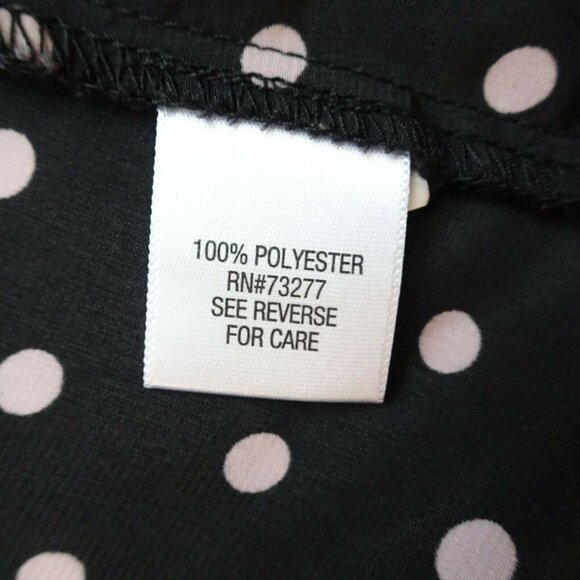 100% POLYESTER
RN#73277
SEE REVERSE
FOR CARE